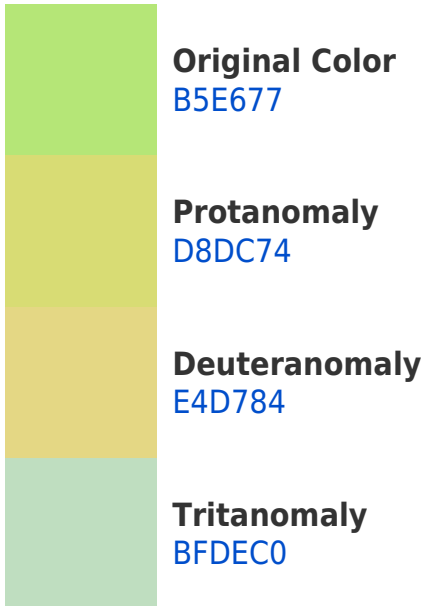 Original Color
B5E677
Protanomaly
D8DC74
Deuteranomaly
E4D784
Tritanomaly
BFDEC0